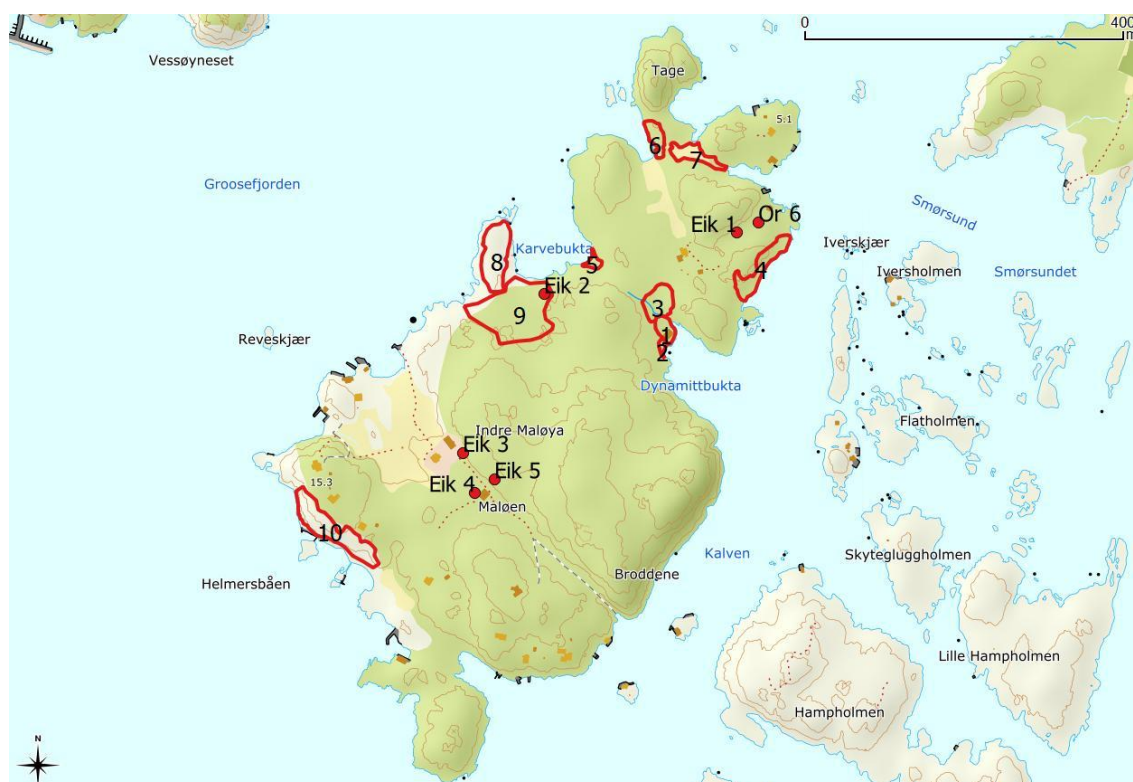 0 400
m
Vessøyneset
Tage
5.1
6
7
Groosefjorden
Smørsund
Or 6
Eik 1
Karvebukta
Iverskjær
8
5
4
Iversholmen
Smørsundet
Eik 2
3
9
1
Reveskjær
2
Dynamittbukta
Flatholmen
Indre Maløya
Eik 3
Eik 5
15.3
Eik 4
Maløen
10
Kalven
Skytegluggholmen
Broddene
Helmersbåen
Lille Hampholmen
Hampholmen
N